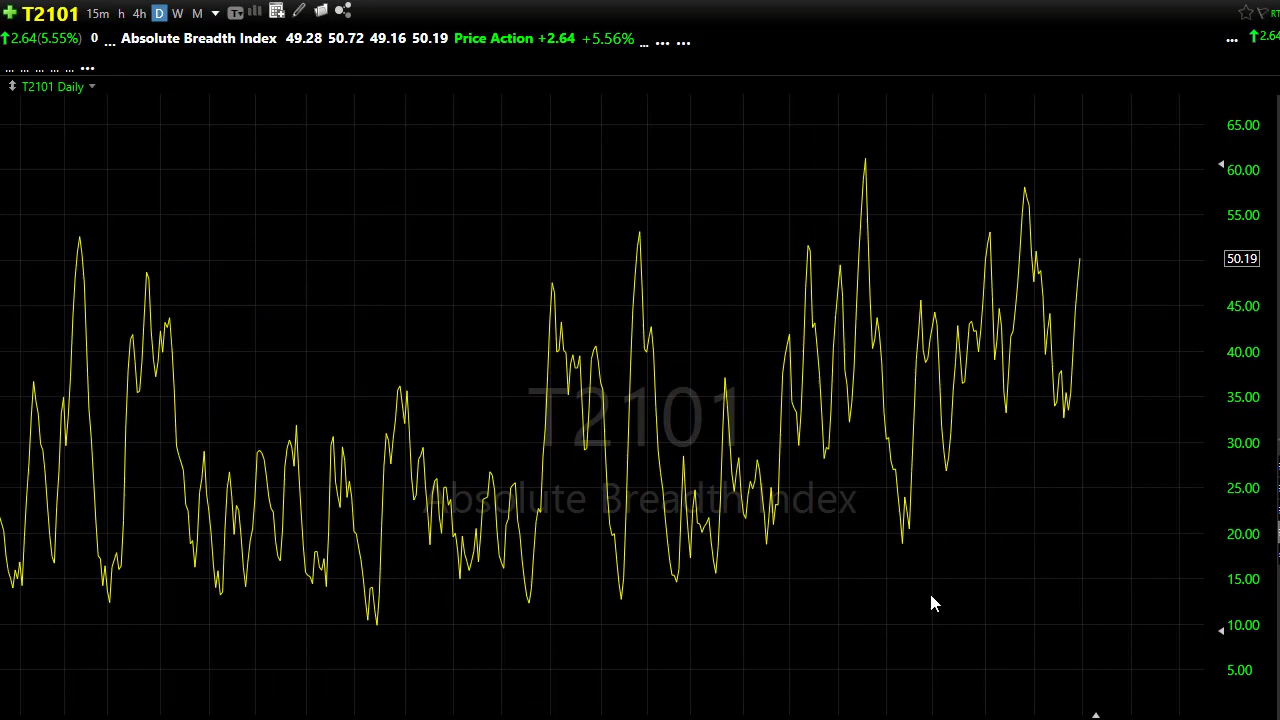 T2101 15m h 4h D W M T RT
2.64(5.55%) 0 ... Absolute Breadth Index 49.28 50.72 49.16 50.19 Price Action +2.64 +5.56% ... ... ... ... 2.64
... ... ... ... ... ...
T2101 Daily
65.00
60.00
55.00
50.19
45.00
40.00
35.00
T2101
30.00
25.00
Absolute Breadth Index
20.00
15.00
10.00
5.00